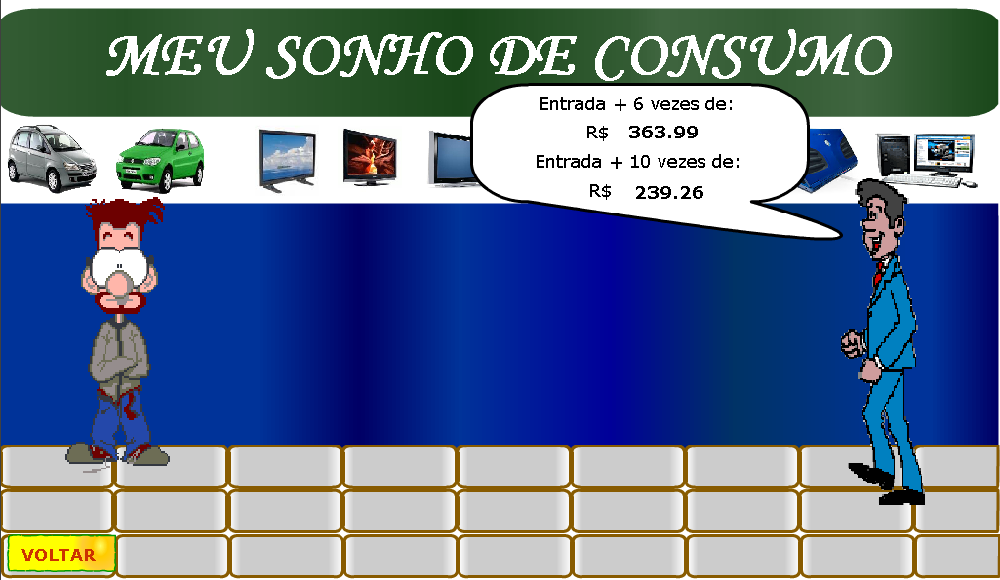 MEU SONHO DE CONSUMO
Entrada + 6 vezes de:
R$ 363.99
Entrada + 10 vezes de:
R$ 239.26
VOLTAR